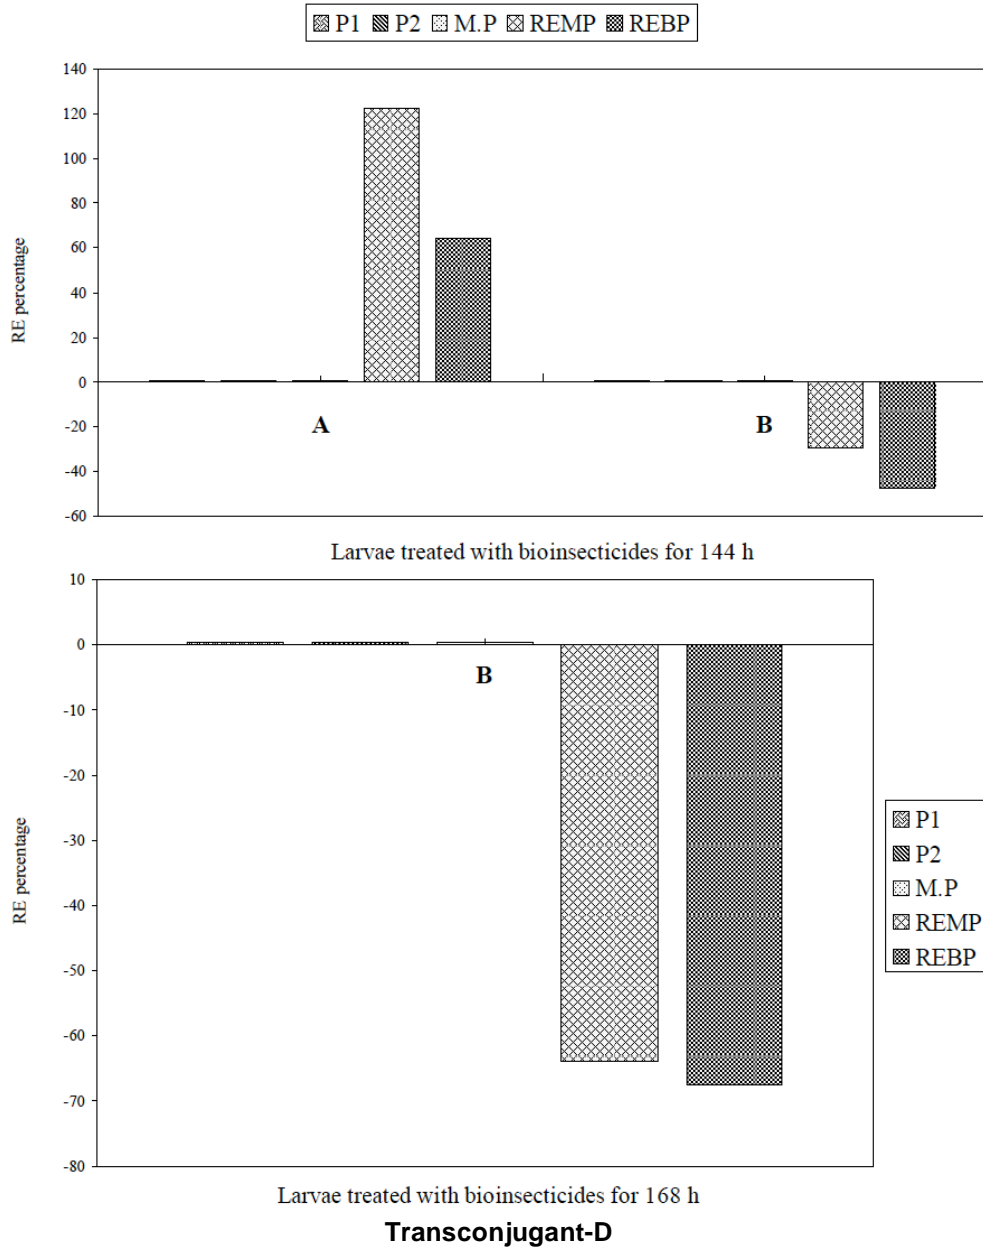 P1 P2 M.P REMP REBP
140
120
100
80
60
40
20
0
-20
-40
-60
RE percentage
A B
Larvae treated with bioinsecticides for 144 h
10
0
-10
-20
-30
-40
-50
-60
-70
-80
RE percentage
B
P1
P2
M.P
REMP
REBP
Larvae treated with bioinsecticides for 168 h
Transconjugant-D